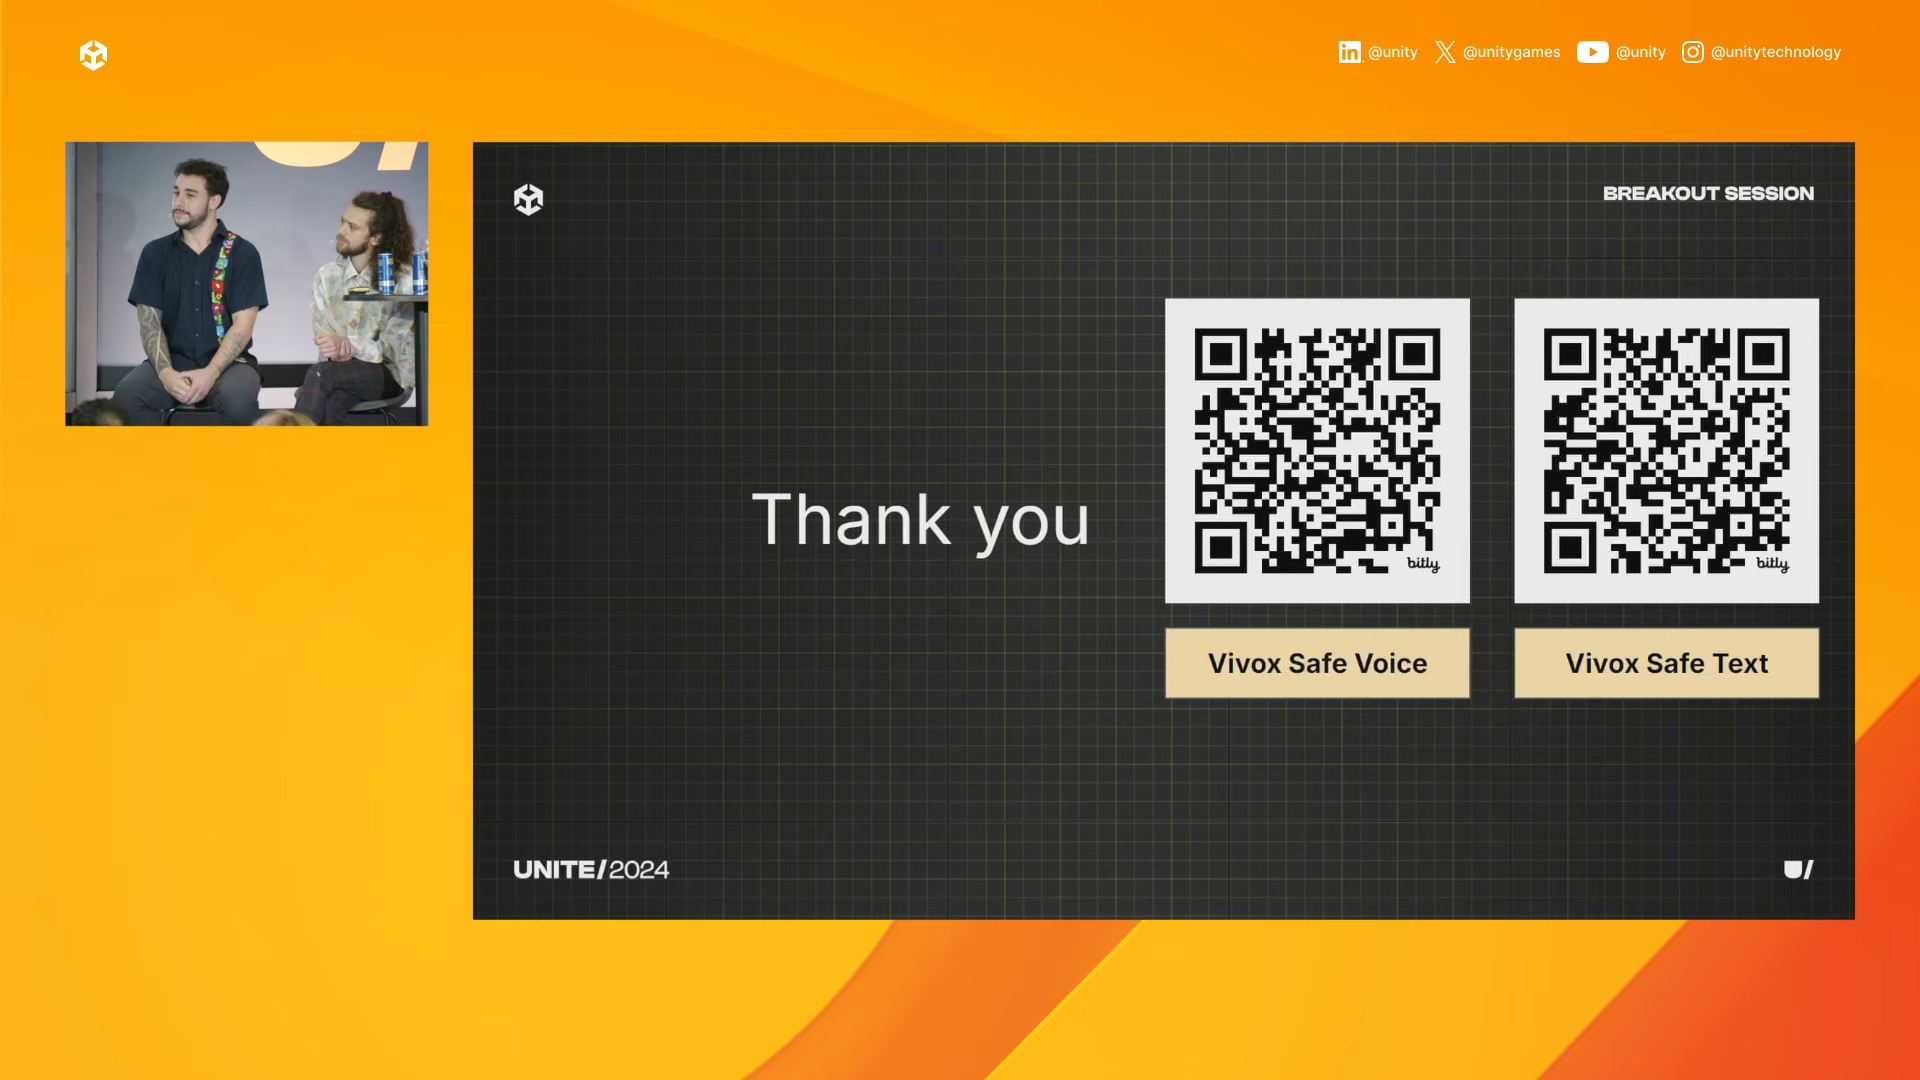 @unity @unitygames @unity @unitytechnology
BREAKOUT SESSION
Thank you
bitly bitly
Vivox Safe Voice Vivox Safe Text
UNITE/2024
U/